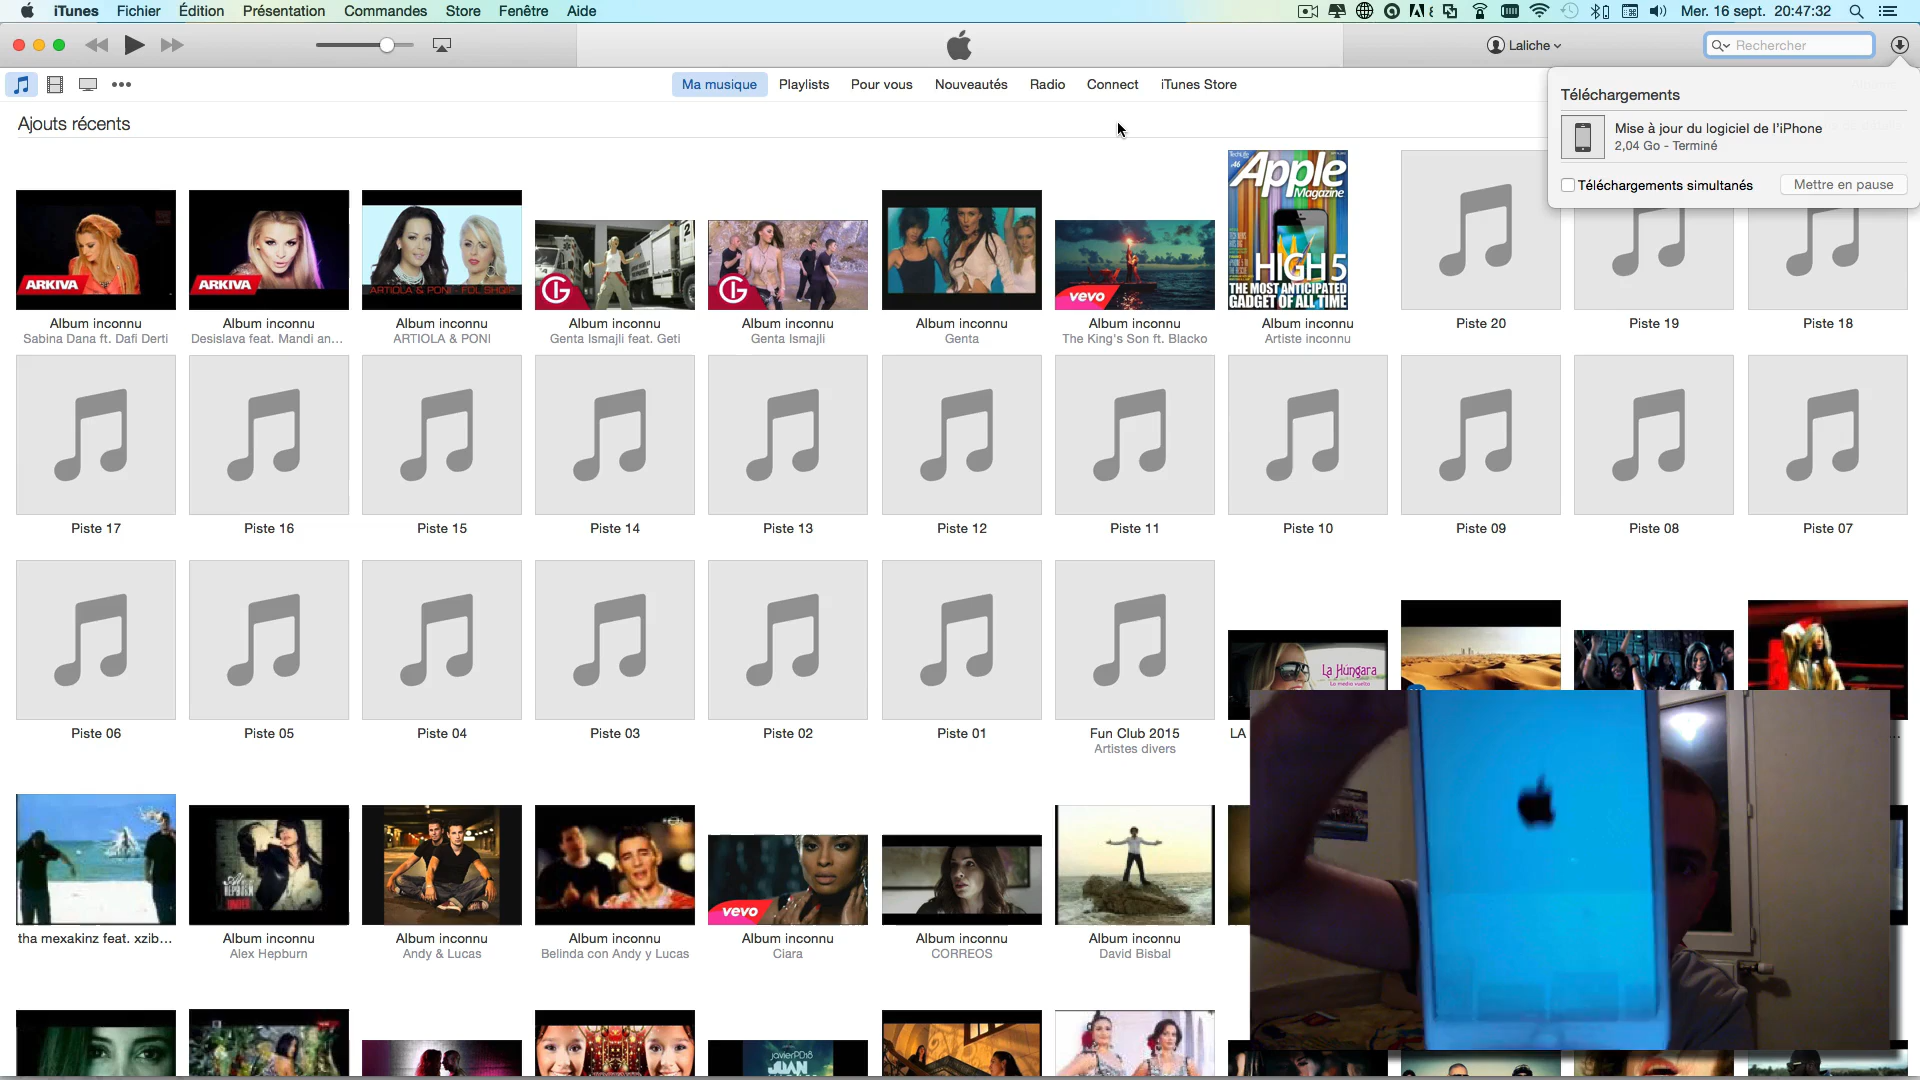 iTunes Fichier Édition Présentation Commandes Store Fenêtre Aide
Mer. 16 sept. 20:47:32
Laliche
Rechercher
Ma musique Playlists Pour vous Nouveautés Radio Connect iTunes Store
Téléchargements
Mise à jour du logiciel de l'iPhone
2,04 Go - Terminé
Téléchargements simultanés
Mettre en pause
Ajouts récents
ARKIVA
ARKIVA
ARTIOLA & PONI - FOL SHQIP
vevo
Apple
Magazine
HIGH 5
THE MOST ANTICIPATED
GADGET OF ALL TIME
Album inconnu
Sabina Dana ft. Dafi Derti
Album inconnu
Desislava feat. Mandi an...
Album inconnu
ARTIOLA & PONI
Album inconnu
Genta Ismajli feat. Geti
Album inconnu
Genta Ismajli
Album inconnu
Genta
Album inconnu
The King's Son ft. Blacko
Album inconnu
Artiste inconnu
Piste 20
Piste 19
Piste 18
Piste 17
Piste 16
Piste 15
Piste 14
Piste 13
Piste 12
Piste 11
Piste 10
Piste 09
Piste 08
Piste 07
La Húngara
Piste 06
Piste 05
Piste 04
Piste 03
Piste 02
Piste 01
Fun Club 2015
Artistes divers
LA
vevo
tha mexakinz feat. xzib...
Album inconnu
Alex Hepburn
Album inconnu
Andy & Lucas
Album inconnu
Belinda con Andy y Lucas
Album inconnu
Ciara
Album inconnu
CORREOS
Album inconnu
David Bisbal
javierPD18
JUAN